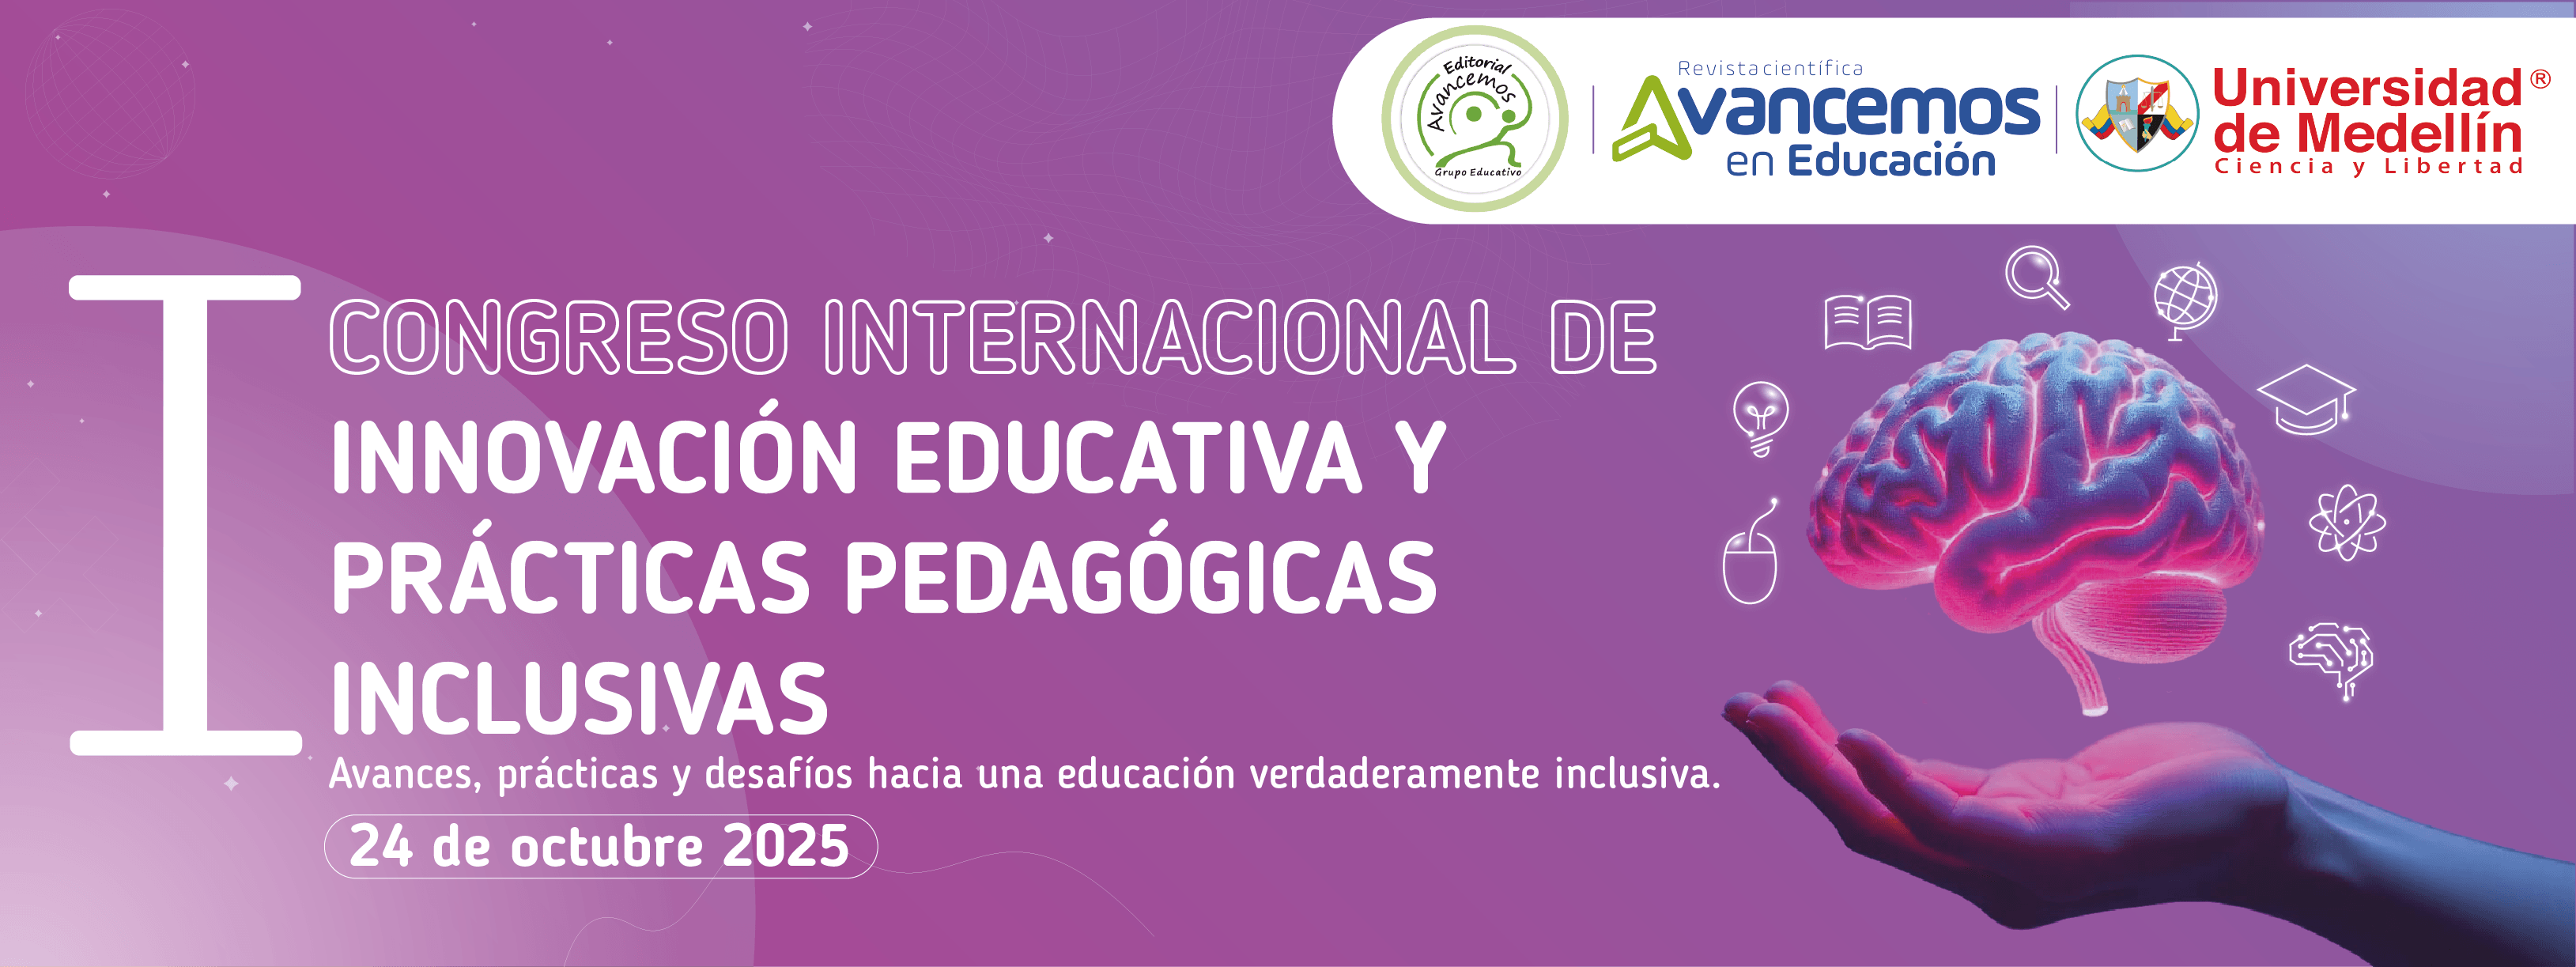 Editorial
Avancemos
Grupo Educativo
Revista científica
Avancemos
en Educación
Universidad ®
de Medellín
Ciencia y Libertad
I
CONGRESO INTERNACIONAL DE
INNOVACIÓN EDUCATIVA Y
PRÁCTICAS PEDAGÓGICAS
INCLUSIVAS
Avances, prácticas y desafíos hacia una educación verdaderamente inclusiva.
24 de octubre 2025